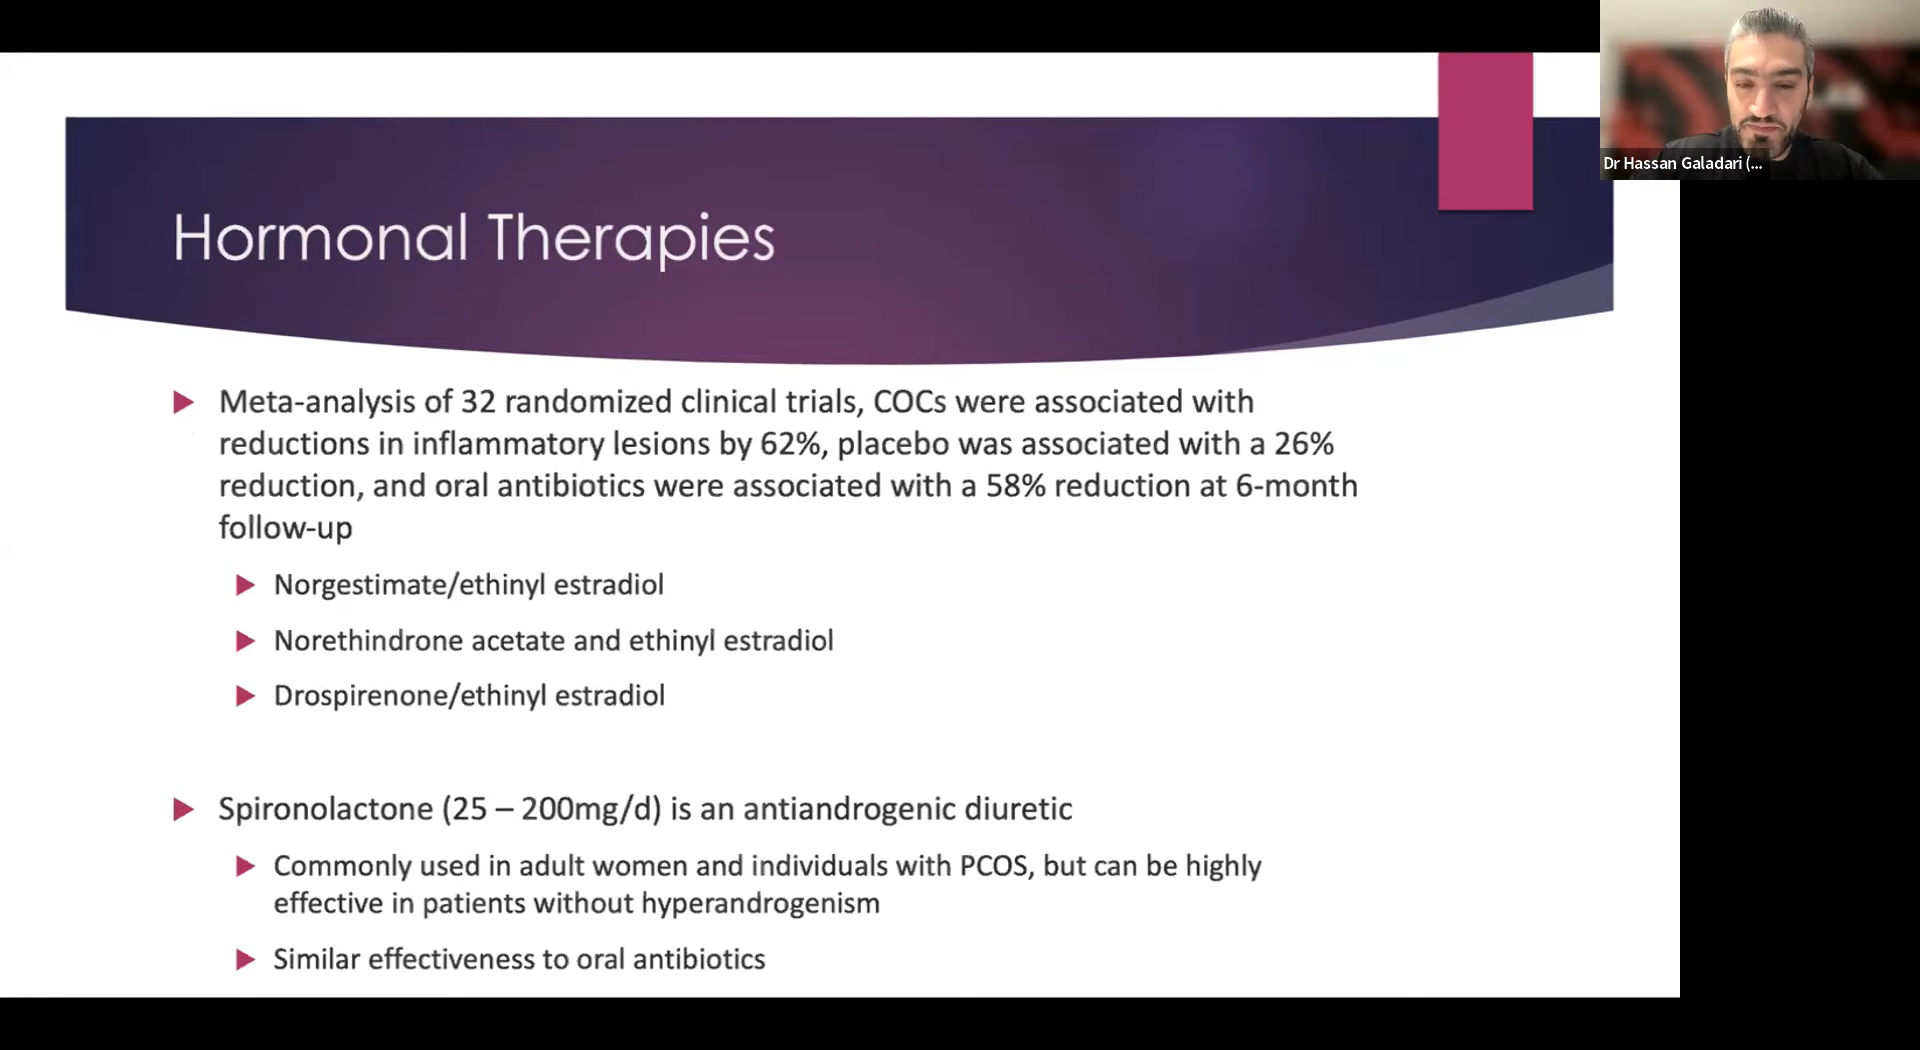 Hormonal Therapies
Meta-analysis of 32 randomized clinical trials, COCs were associated with
reductions in inflammatory lesions by 62%, placebo was associated with a 26%
reduction, and oral antibiotics were associated with a 58% reduction at 6-month
follow-up
Norgestimate/ethinyl estradiol
Norethindrone acetate and ethinyl estradiol
Drospirenone/ethinyl estradiol
Spironolactone (25 – 200mg/d) is an antiandrogenic diuretic
Commonly used in adult women and individuals with PCOS, but can be highly
effective in patients without hyperandrogenism
Similar effectiveness to oral antibiotics
Dr Hassan Galadari (...